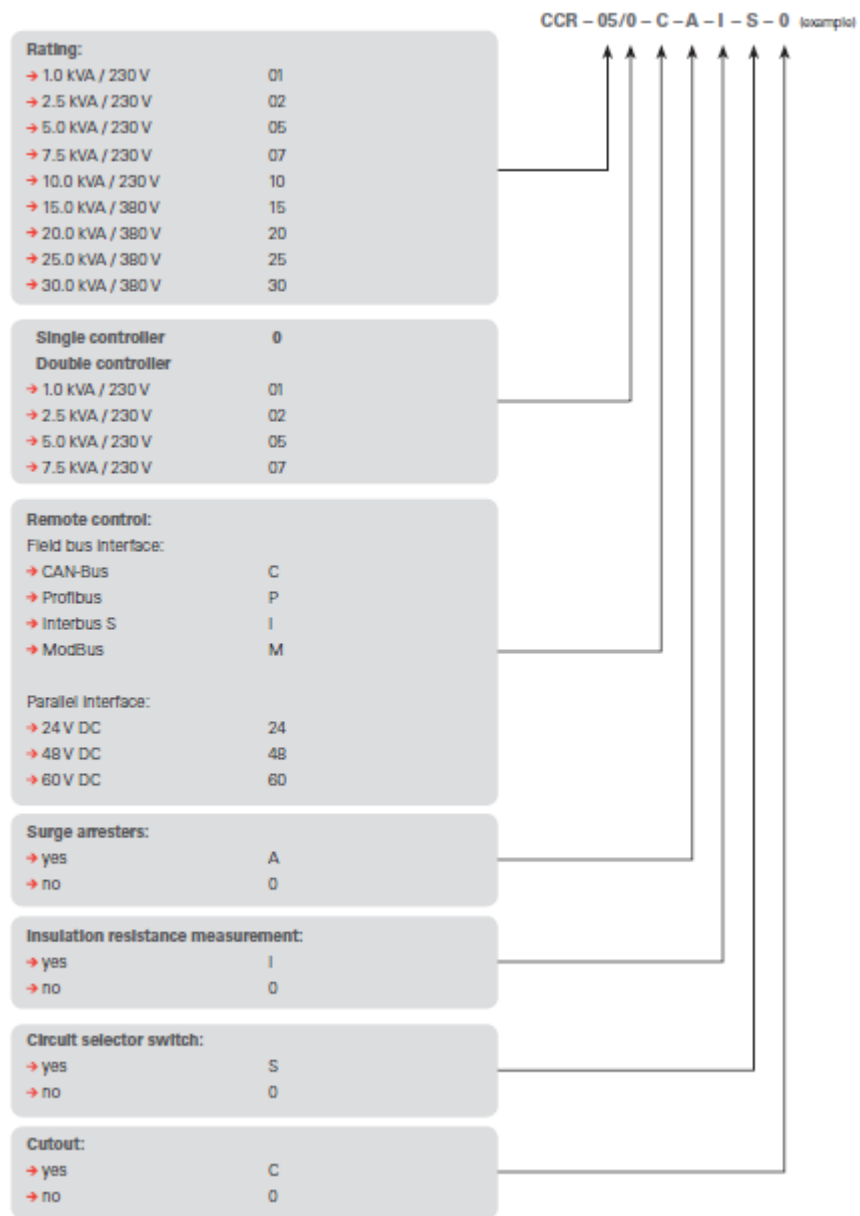 CCR – 05/0 – C – A – I – S – 0 (example)
Rating:
→ 1.0 kVA / 230 V 01
→ 2.5 kVA / 230 V 02
→ 5.0 kVA / 230 V 05
→ 7.5 kVA / 230 V 07
→ 10.0 kVA / 230 V 10
→ 15.0 kVA / 380 V 15
→ 20.0 kVA / 380 V 20
→ 25.0 kVA / 380 V 25
→ 30.0 kVA / 380 V 30
Single controller 0
Double controller
→ 1.0 kVA / 230 V 01
→ 2.5 kVA / 230 V 02
→ 5.0 kVA / 230 V 05
→ 7.5 kVA / 230 V 07
Remote control:
Field bus interface:
→ CAN-Bus C
→ Profibus P
→ Interbus S I
→ ModBus M
Parallel interface:
→ 24 V DC 24
→ 48 V DC 48
→ 60 V DC 60
Surge arresters:
→ yes A
→ no 0
Insulation resistance measurement:
→ yes I
→ no 0
Circuit selector switch:
→ yes S
→ no 0
Cutout:
→ yes C
→ no 0